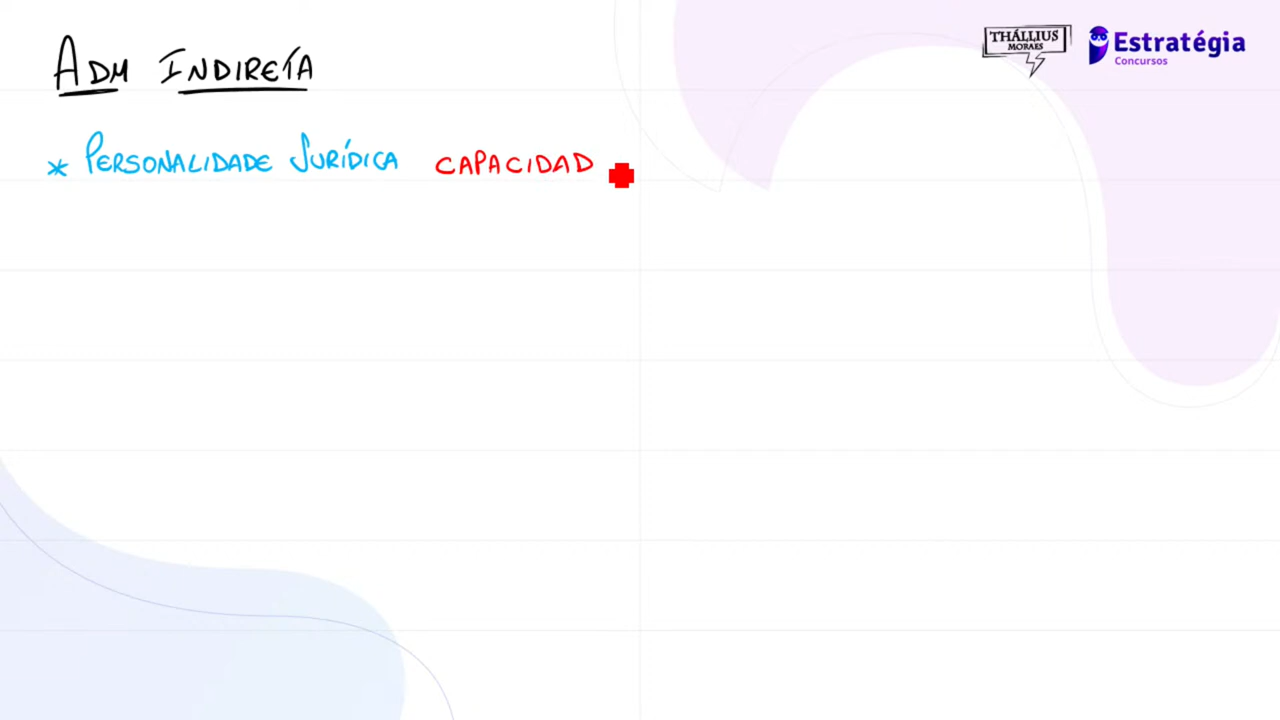 ADM INDIRETA
THÁLLIUS
MORAES
Estratégia
Concursos
* PERSONALIDADE JURÍDICA CAPACIDAD